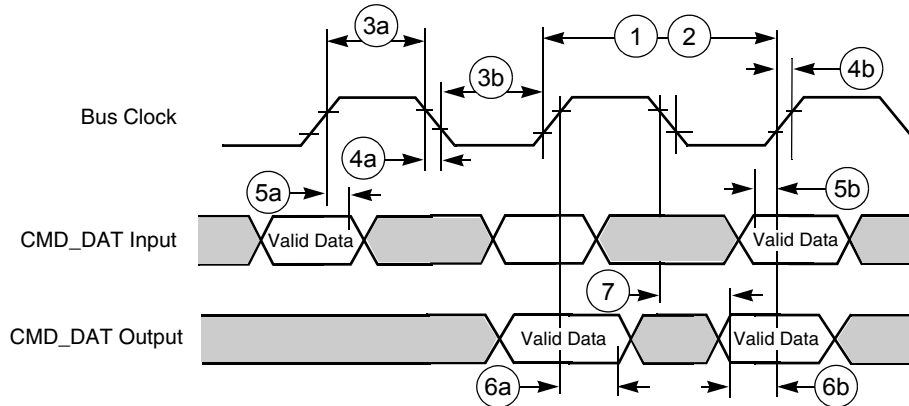 3a
1
2
3b
4b
Bus Clock
4a
5a
5b
CMD_DAT Input
Valid Data
Valid Data
7
CMD_DAT Output
Valid Data
Valid Data
6a
6b